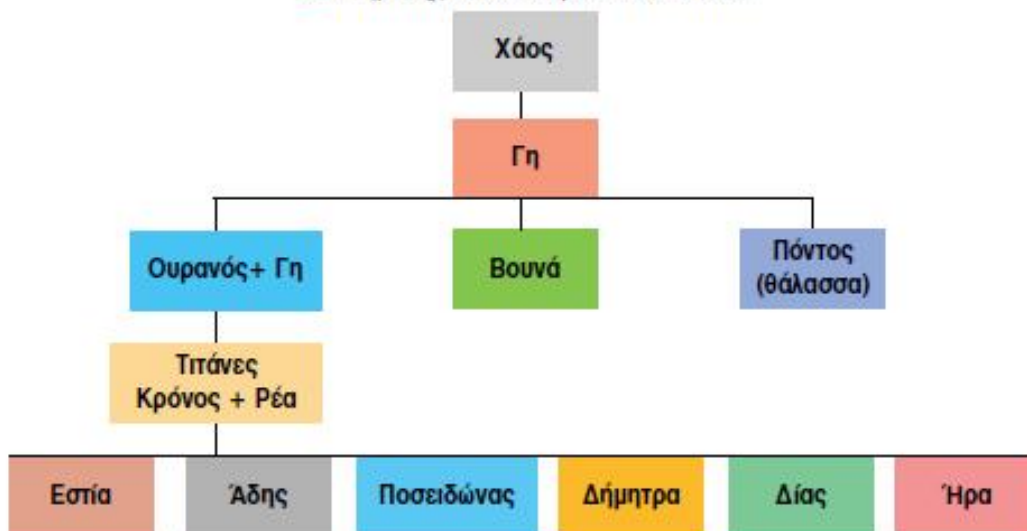 Χάος
Γη
Ουρανός+ Γη
Βουνά
Πόντος
(θάλασσα)
Τιτάνες
Κρόνος + Ρέα
Εστία
Άδης
Ποσειδώνας
Δήμητρα
Δίας
Ήρα